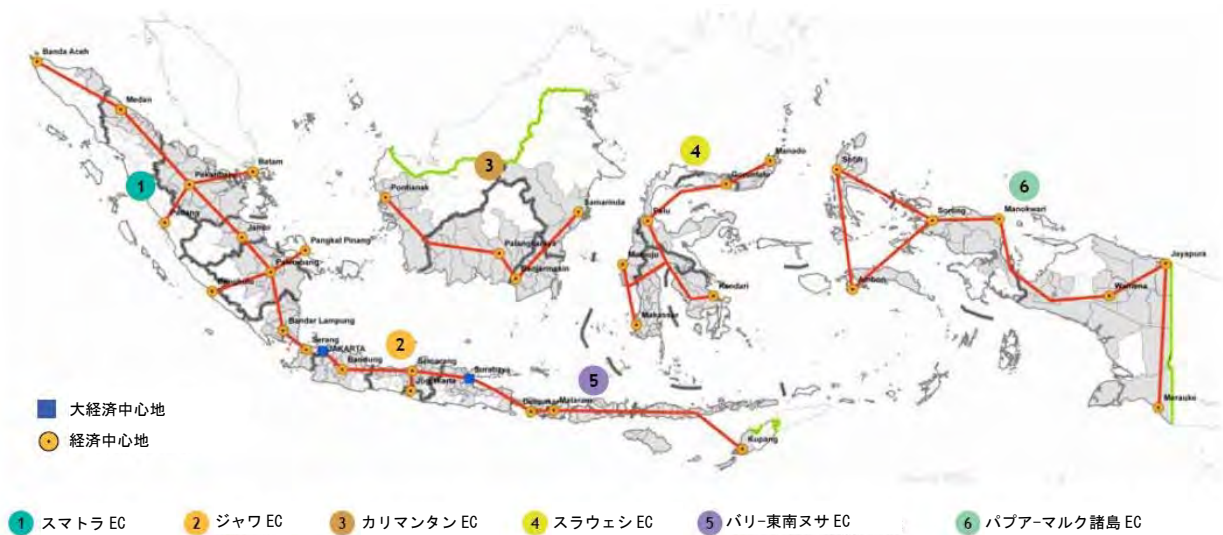 Banda Aceh
Medan
Batam
Pekanbaru
Padang
Jambi
Pangkal Pinang
Palembang
Bengkulu
Bandar Lampung
Serang
JAKARTA
Bandung
Semarang
Jogjakarta
Surabaya
Denpasar
Mataram
Kupang
Pontianak
Samarinda
Palangkaraya
Banjarmasin
Manado
Gorontalo
Palu
Mamuju
Kendari
Makassar
Sofifi
Sorong
Manokwari
Ambon
Jayapura
Wamena
Merauke
1
2
3
4
5
6
大経済中心地
経済中心地
1 スマトラ EC
2 ジャワ EC
3 カリマンタン EC
4 スラウェシ EC
5 バリ-東南ヌサ EC
6 パプア-マルク諸島 EC